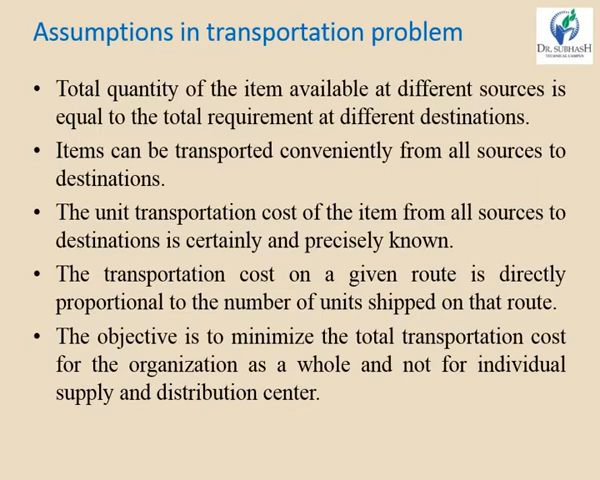 Assumptions in transportation problem
DR. SUBHASH
TECHNICAL CAMPUS
• Total quantity of the item available at different sources is
equal to the total requirement at different destinations.
• Items can be transported conveniently from all sources to
destinations.
• The unit transportation cost of the item from all sources to
destinations is certainly and precisely known.
• The transportation cost on a given route is directly
proportional to the number of units shipped on that route.
• The objective is to minimize the total transportation cost
for the organization as a whole and not for individual
supply and distribution center.